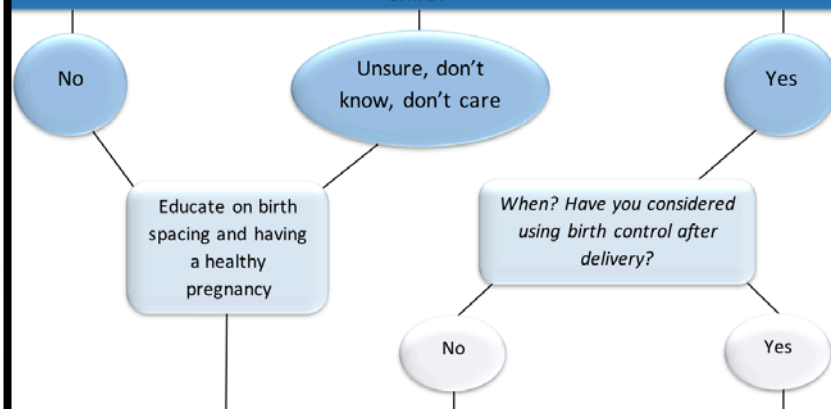 No
Unsure, don't
know, don't care
Yes
Educate on birth
spacing and having
a healthy
pregnancy
When? Have you considered
using birth control after
delivery?
No
Yes